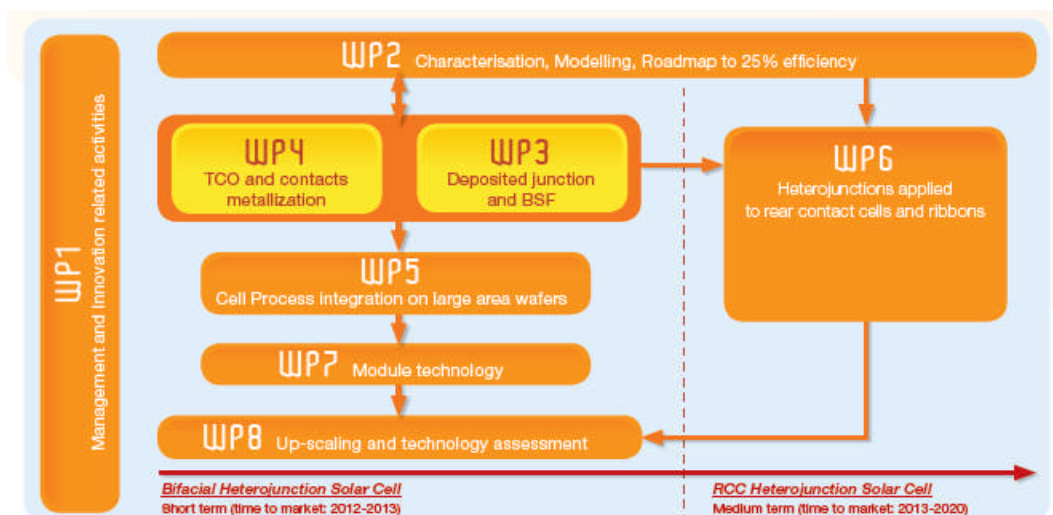 WP1
Management and Innovation related activities
WP2 Characterisation, Modelling, Roadmap to 25% efficiency
WP4
TCO and contacts
metallization
WP3
Deposited junction
and BSF
WP6
Heterojunctions applied
to rear contact cells and ribbons
WP5
Cell Process integration on large area wafers
WP7 Module technology
WP8 Up-scaling and technology assessment
Bifacial Heterojunction Solar Cell
Short term (time to market: 2012-2013)
RCC Heterojunction Solar Cell
Medium term (time to market: 2013-2020)